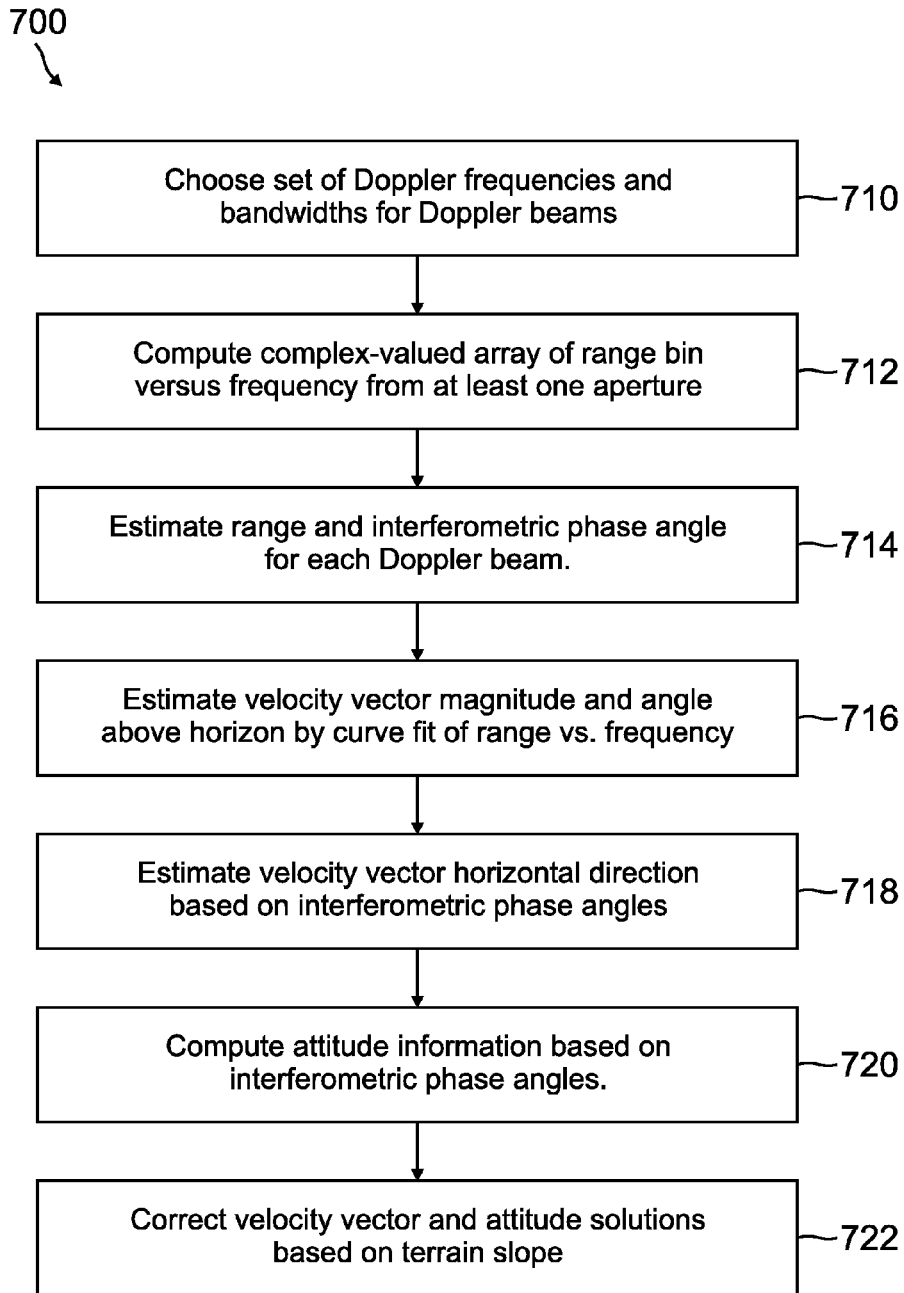 700
Choose set of Doppler frequencies and
bandwidths for Doppler beams
710
Compute complex-valued array of range bin
versus frequency from at least one aperture
712
Estimate range and interferometric phase angle
for each Doppler beam.
714
Estimate velocity vector magnitude and angle
above horizon by curve fit of range vs. frequency
716
Estimate velocity vector horizontal direction
based on interferometric phase angles
718
Compute attitude information based on
interferometric phase angles.
720
Correct velocity vector and attitude solutions
based on terrain slope
722